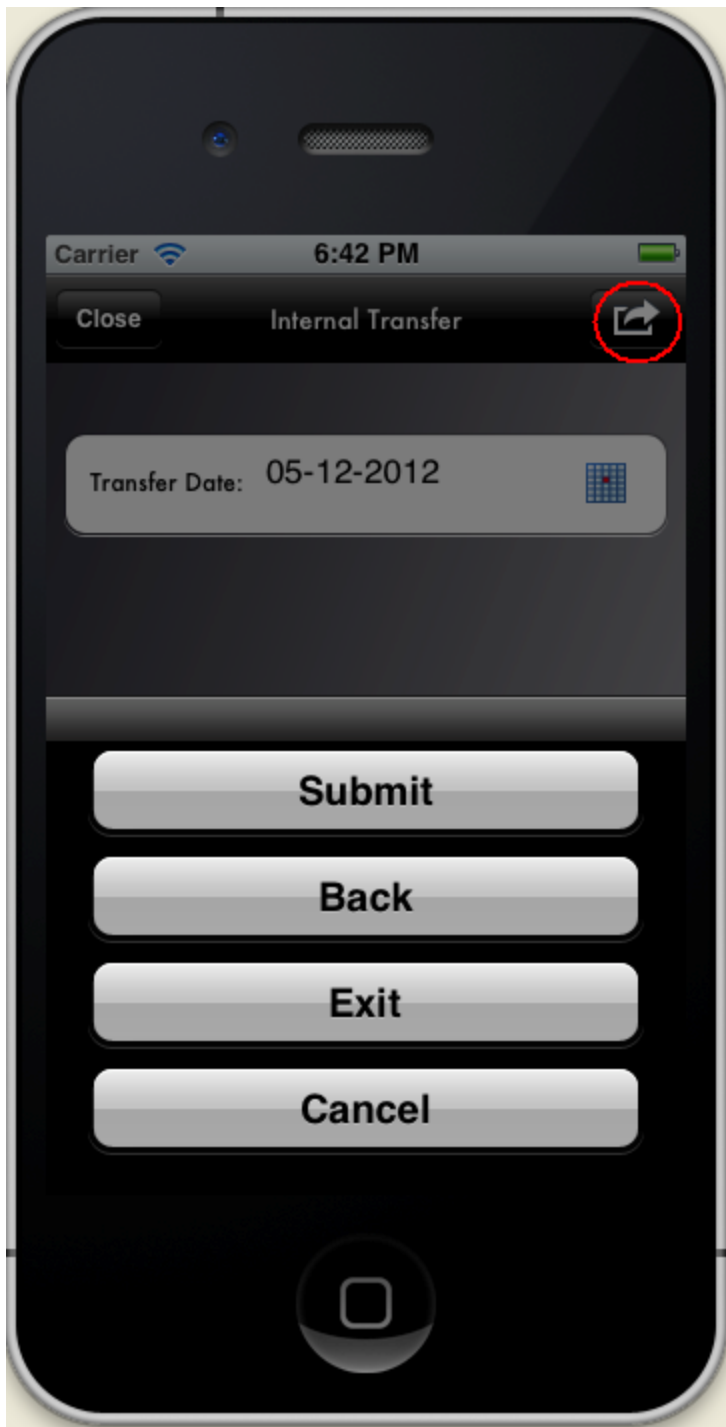 Carrier 6:42 PM
Close Internal Transfer
Transfer Date: 05-12-2012
Submit
Back
Exit
Cancel